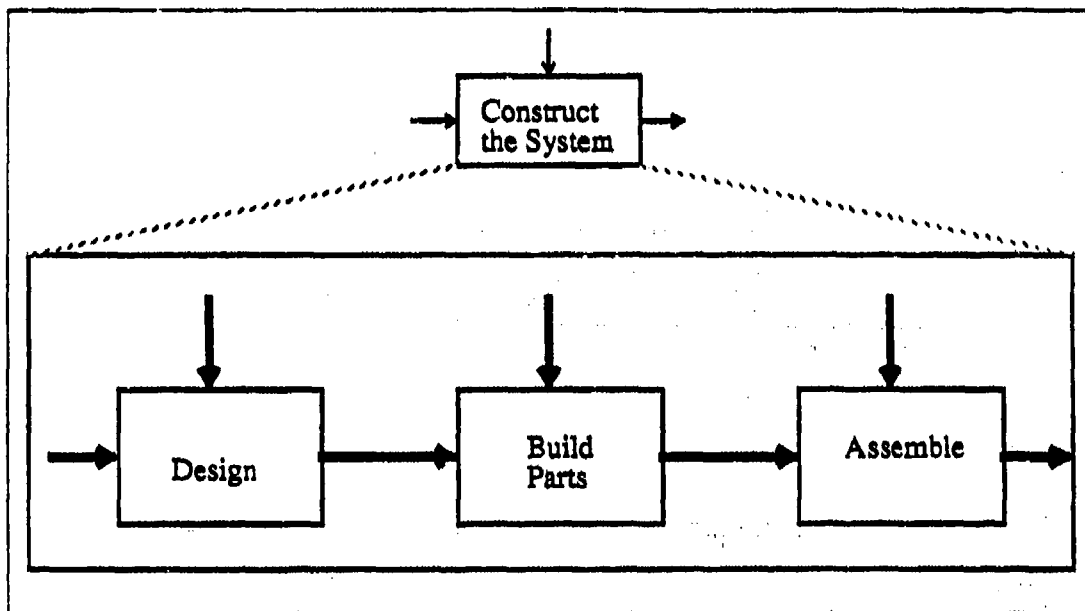 Construct
the System
Design
Build
Parts
Assemble